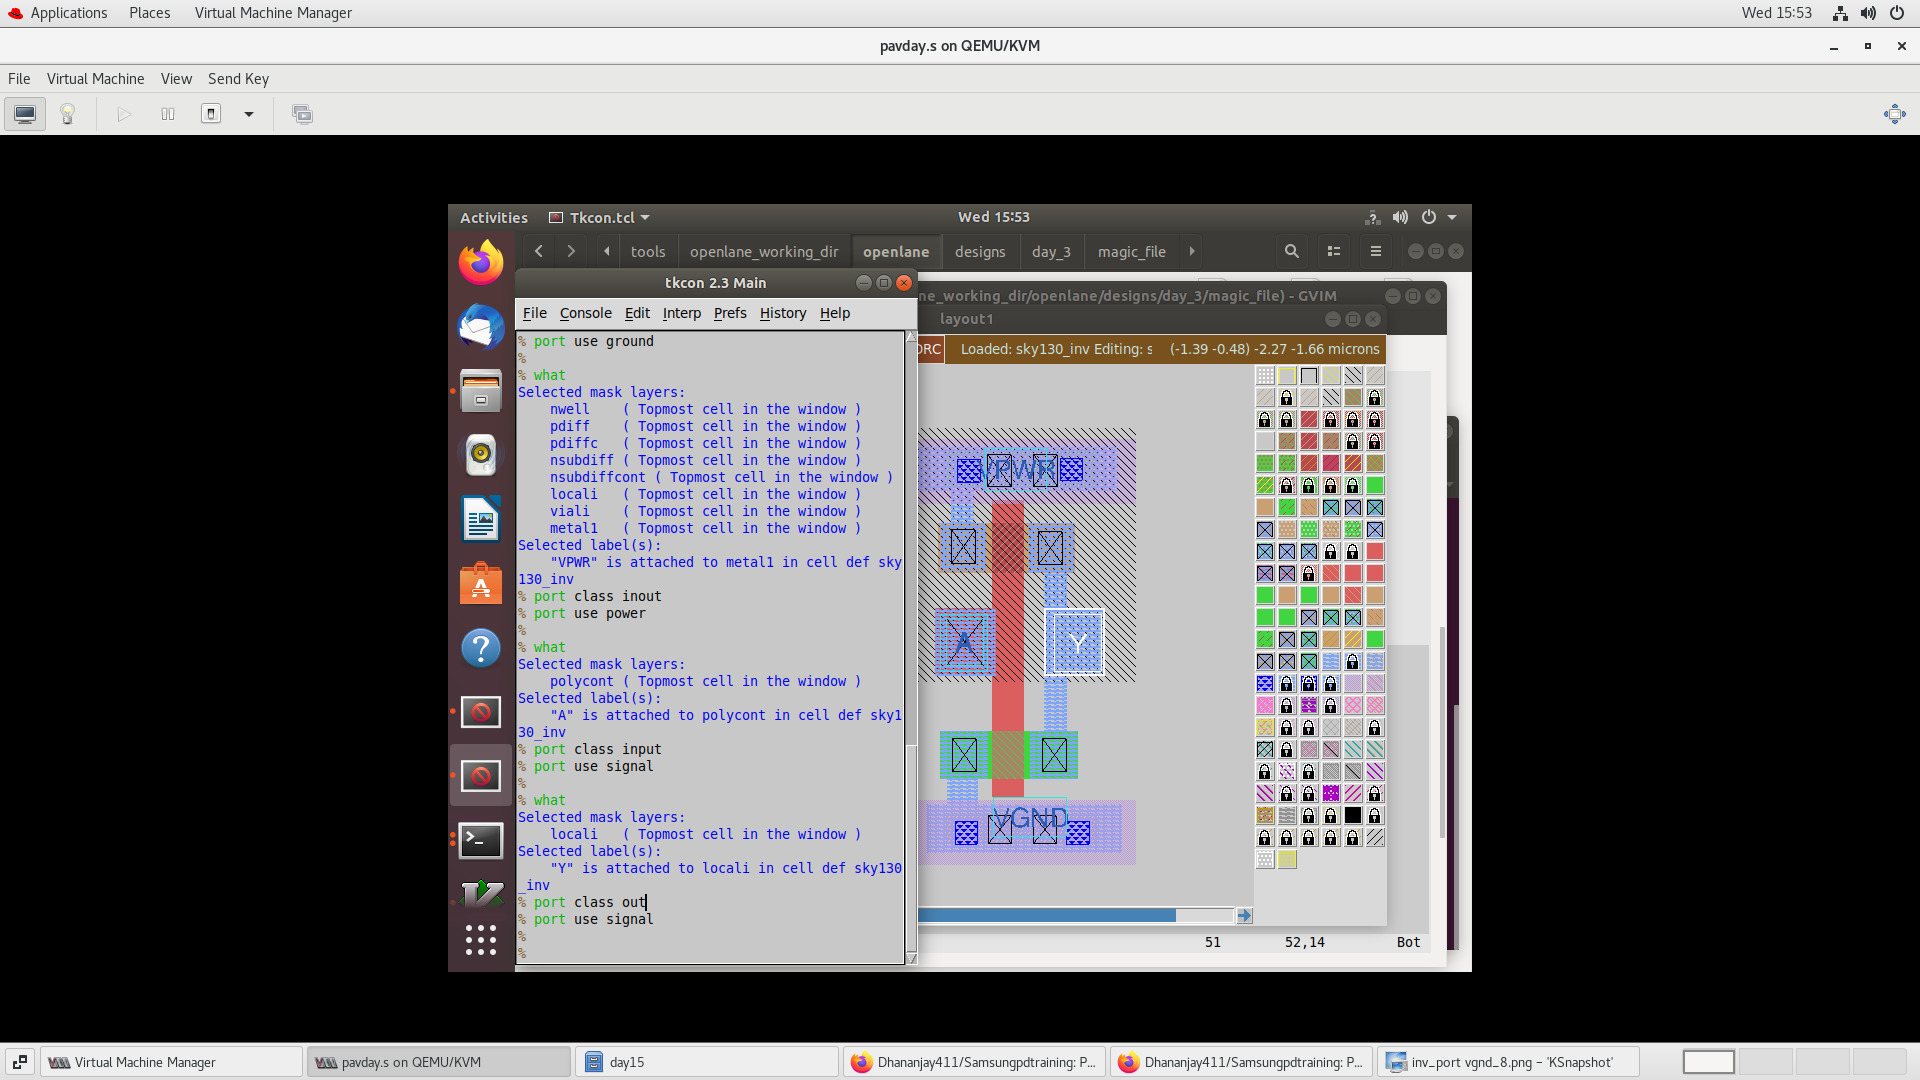 Applications Places Virtual Machine Manager Wed 15:53
pavday.s on QEMU/KVM
File Virtual Machine View Send Key
Activities Tkcon.tcl Wed 15:53
tools openlane_working_dir openlane designs day_3 magic_file
tkcon 2.3 Main
ne_working_dir/openlane/designs/day_3/magic_file) - GVIM
layout1
File Console Edit Interp Prefs History Help
DRC Loaded: sky130_inv Editing: s (-1.39 -0.48) -2.27 -1.66 microns
% port use ground
%
% what
Selected mask layers:
nwell ( Topmost cell in the window )
pdiff ( Topmost cell in the window )
pdiffc ( Topmost cell in the window )
nsubdiff ( Topmost cell in the window )
nsubdiffcont ( Topmost cell in the window )
locali ( Topmost cell in the window )
viali ( Topmost cell in the window )
metal1 ( Topmost cell in the window )
Selected label(s):
"VPWR" is attached to metal1 in cell def sky
130_inv
% port class inout
% port use power
%
% what
Selected mask layers:
polycont ( Topmost cell in the window )
Selected label(s):
"A" is attached to polycont in cell def sky1
30_inv
% port class input
% port use signal
%
% what
Selected mask layers:
locali ( Topmost cell in the window )
Selected label(s):
"Y" is attached to locali in cell def sky130
_inv
% port class out
% port use signal
%
%
VPWR
A
Y
VGND
51 52,14 Bot
Virtual Machine Manager
pavday.s on QEMU/KVM
day15
Dhananjay411/Samsungpdtraining: P...
Dhananjay411/Samsungpdtraining: P...
inv_port vgnd_8.png – 'KSnapshot'